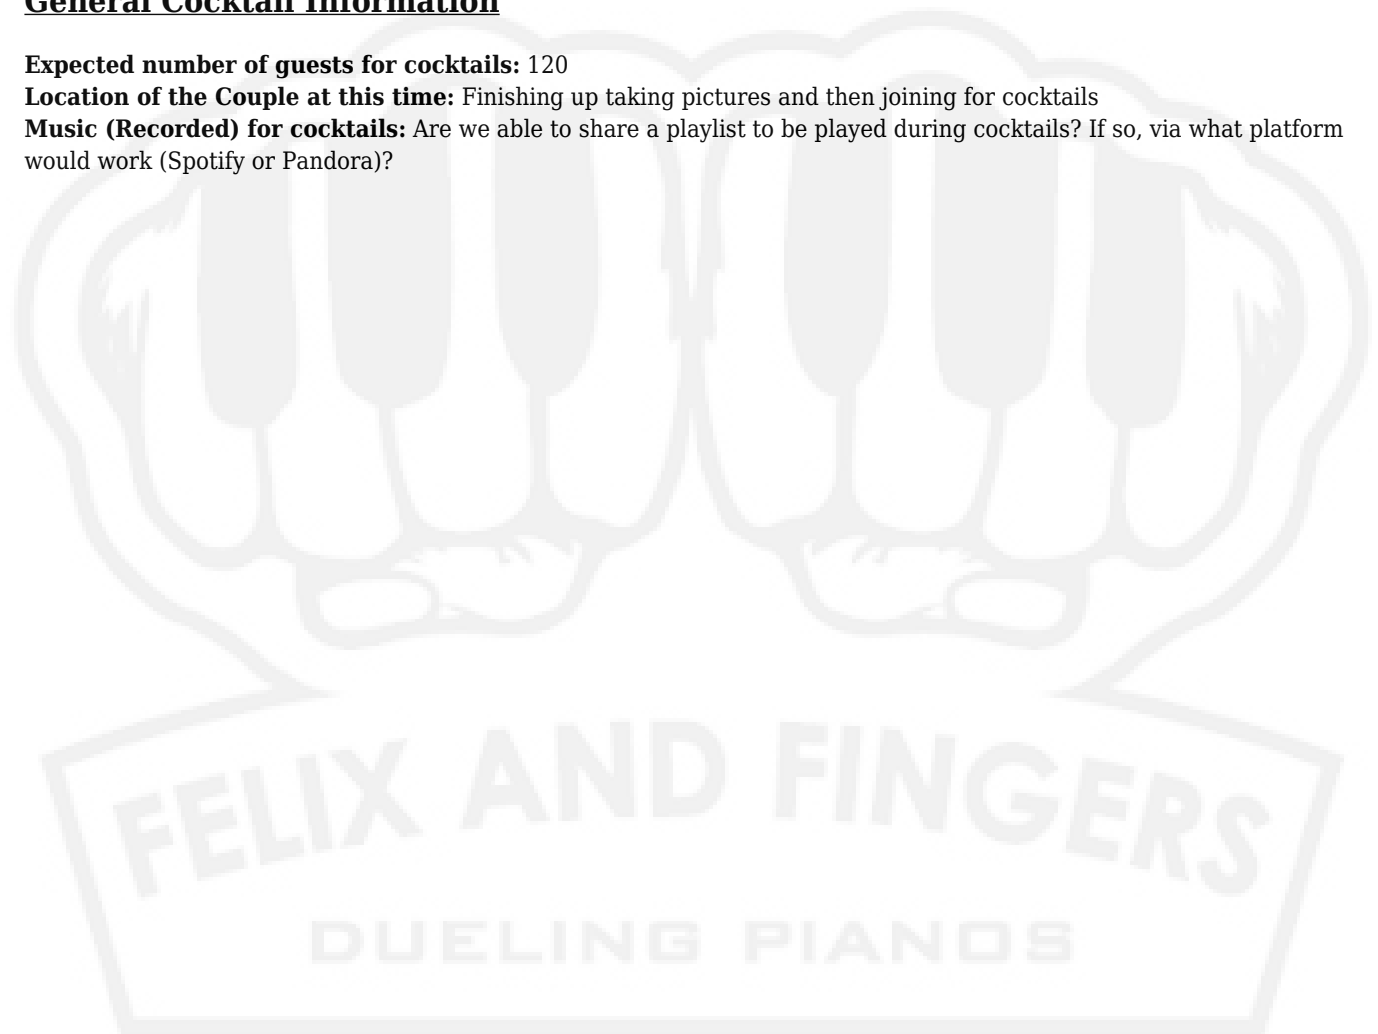 General Cocktail Information
Expected number of guests for cocktails: 120
Location of the Couple at this time: Finishing up taking pictures and then joining for cocktails
Music (Recorded) for cocktails: Are we able to share a playlist to be played during cocktails? If so, via what platform
would work (Spotify or Pandora)?
FELIX AND FINGERS
DUELING PIANOS